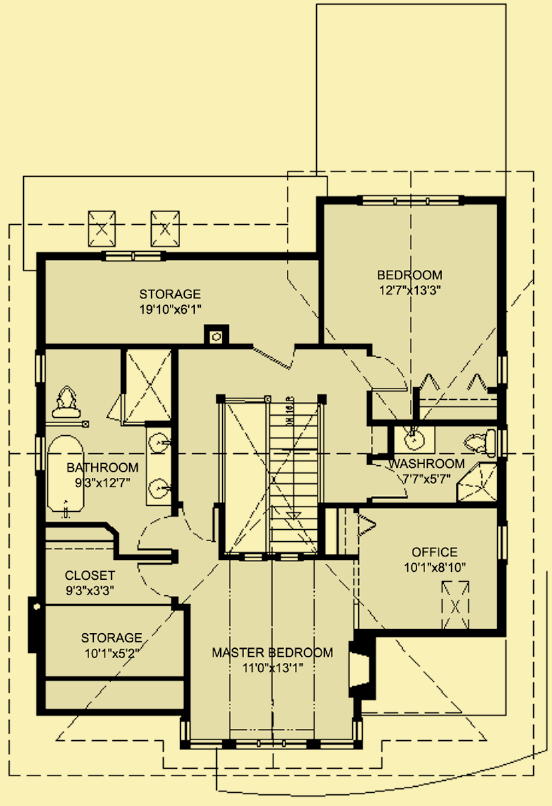 BEDROOM
12'7"x13'3"
STORAGE
19'10"x6'1"
DN 16 R
BATHROOM
9'3"x12'7"
WASHROOM
7'7"x5'7"
OFFICE
10'1"x8'10"
CLOSET
9'3"x3'3"
STORAGE
10'1"x5'2"
MASTER BEDROOM
11'0"x13'1"